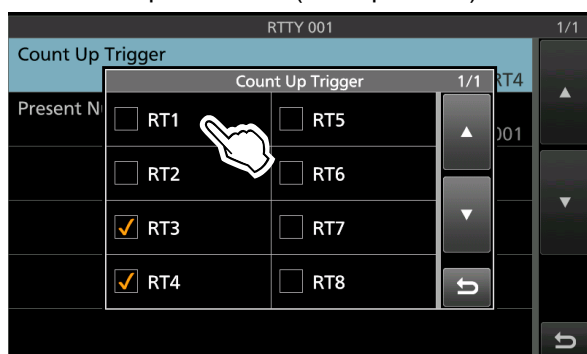 RTTY 001 1/1
Count Up Trigger
RT4
Count Up Trigger 1/1
Present N
001
RT1 RT5
RT2 RT6
RT3 RT7
RT4 RT8